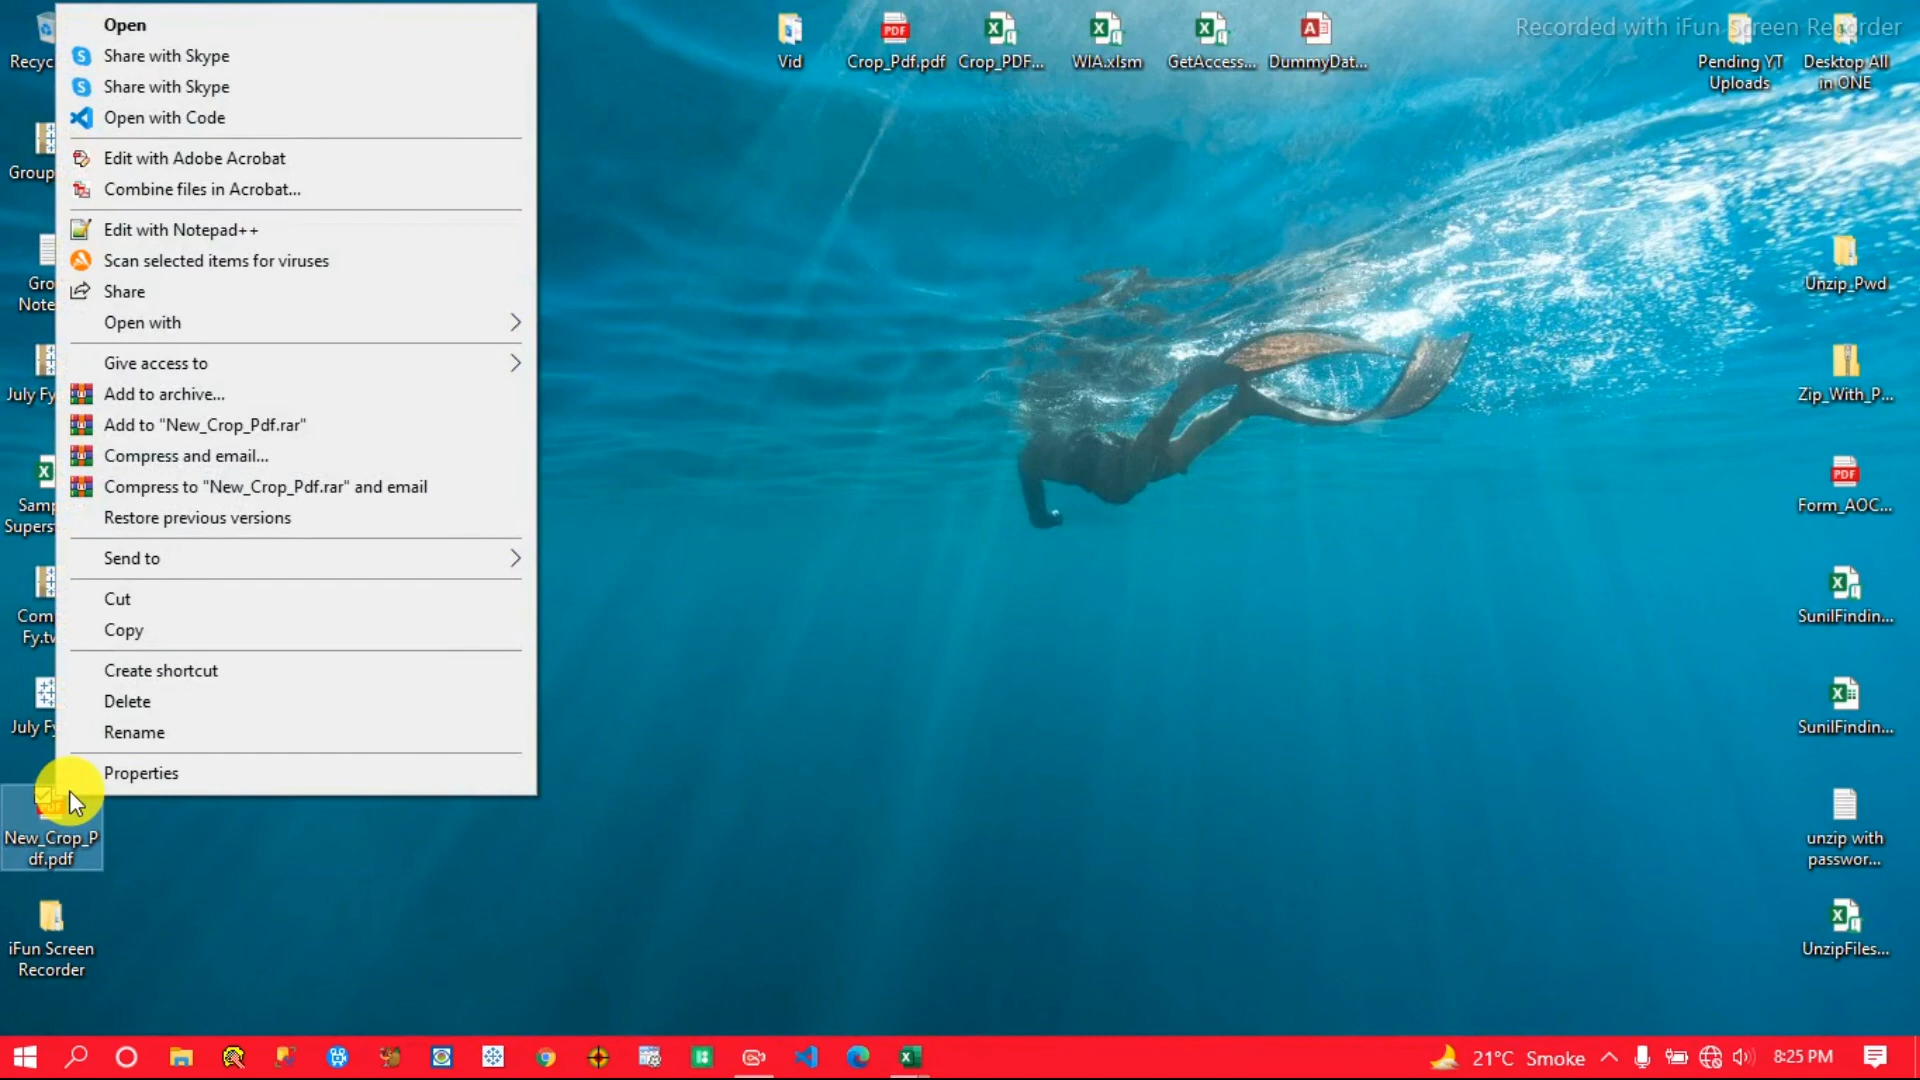 Open
Share with Skype
Share with Skype
Open with Code
Edit with Adobe Acrobat
Combine files in Acrobat...
Edit with Notepad++
Scan selected items for viruses
Share
Open with
Give access to
Add to archive...
Add to "New_Crop_Pdf.rar"
Compress and email...
Compress to "New_Crop_Pdf.rar" and email
Restore previous versions
Send to
Cut
Copy
Create shortcut
Delete
Rename
Properties
Recyc
Group
Gro
Note
July Fy
Sam
Supers
Com
Fy.tw
July Fy
New_Crop_P
df.pdf
iFun Screen
Recorder
Vid
Crop_Pdf.pdf
Crop_PDF...
WIA.xlsm
GetAccess...
DummyDat...
Recorded with iFun Screen Recorder
Pending YT
Uploads
Desktop All
in ONE
Unzip_Pwd
Zip_With_P...
Form_AOC...
SunilFindin...
SunilFindin...
unzip with
passwor...
UnzipFiles...
21°C Smoke
8:25 PM